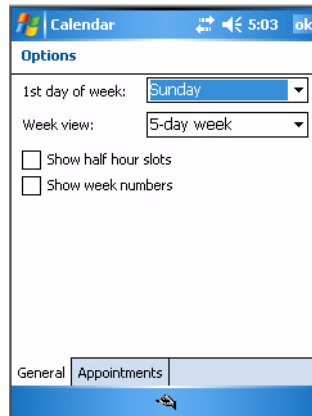 Calendar 5:03 ok
Options
1st day of week: Sunday
Week view: 5-day week
Show half hour slots
Show week numbers
General Appointments